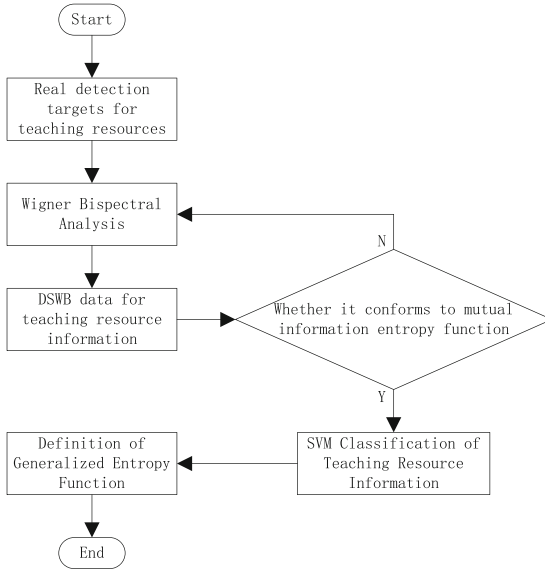 Start
Real detection
targets for
teaching resources
Wigner Bispectral
Analysis
N
DSWB data for
teaching resource
information
Whether it conforms to mutual
information entropy function
Y
Definition of
Generalized Entropy
Function
SVM Classification of
Teaching Resource
Information
End